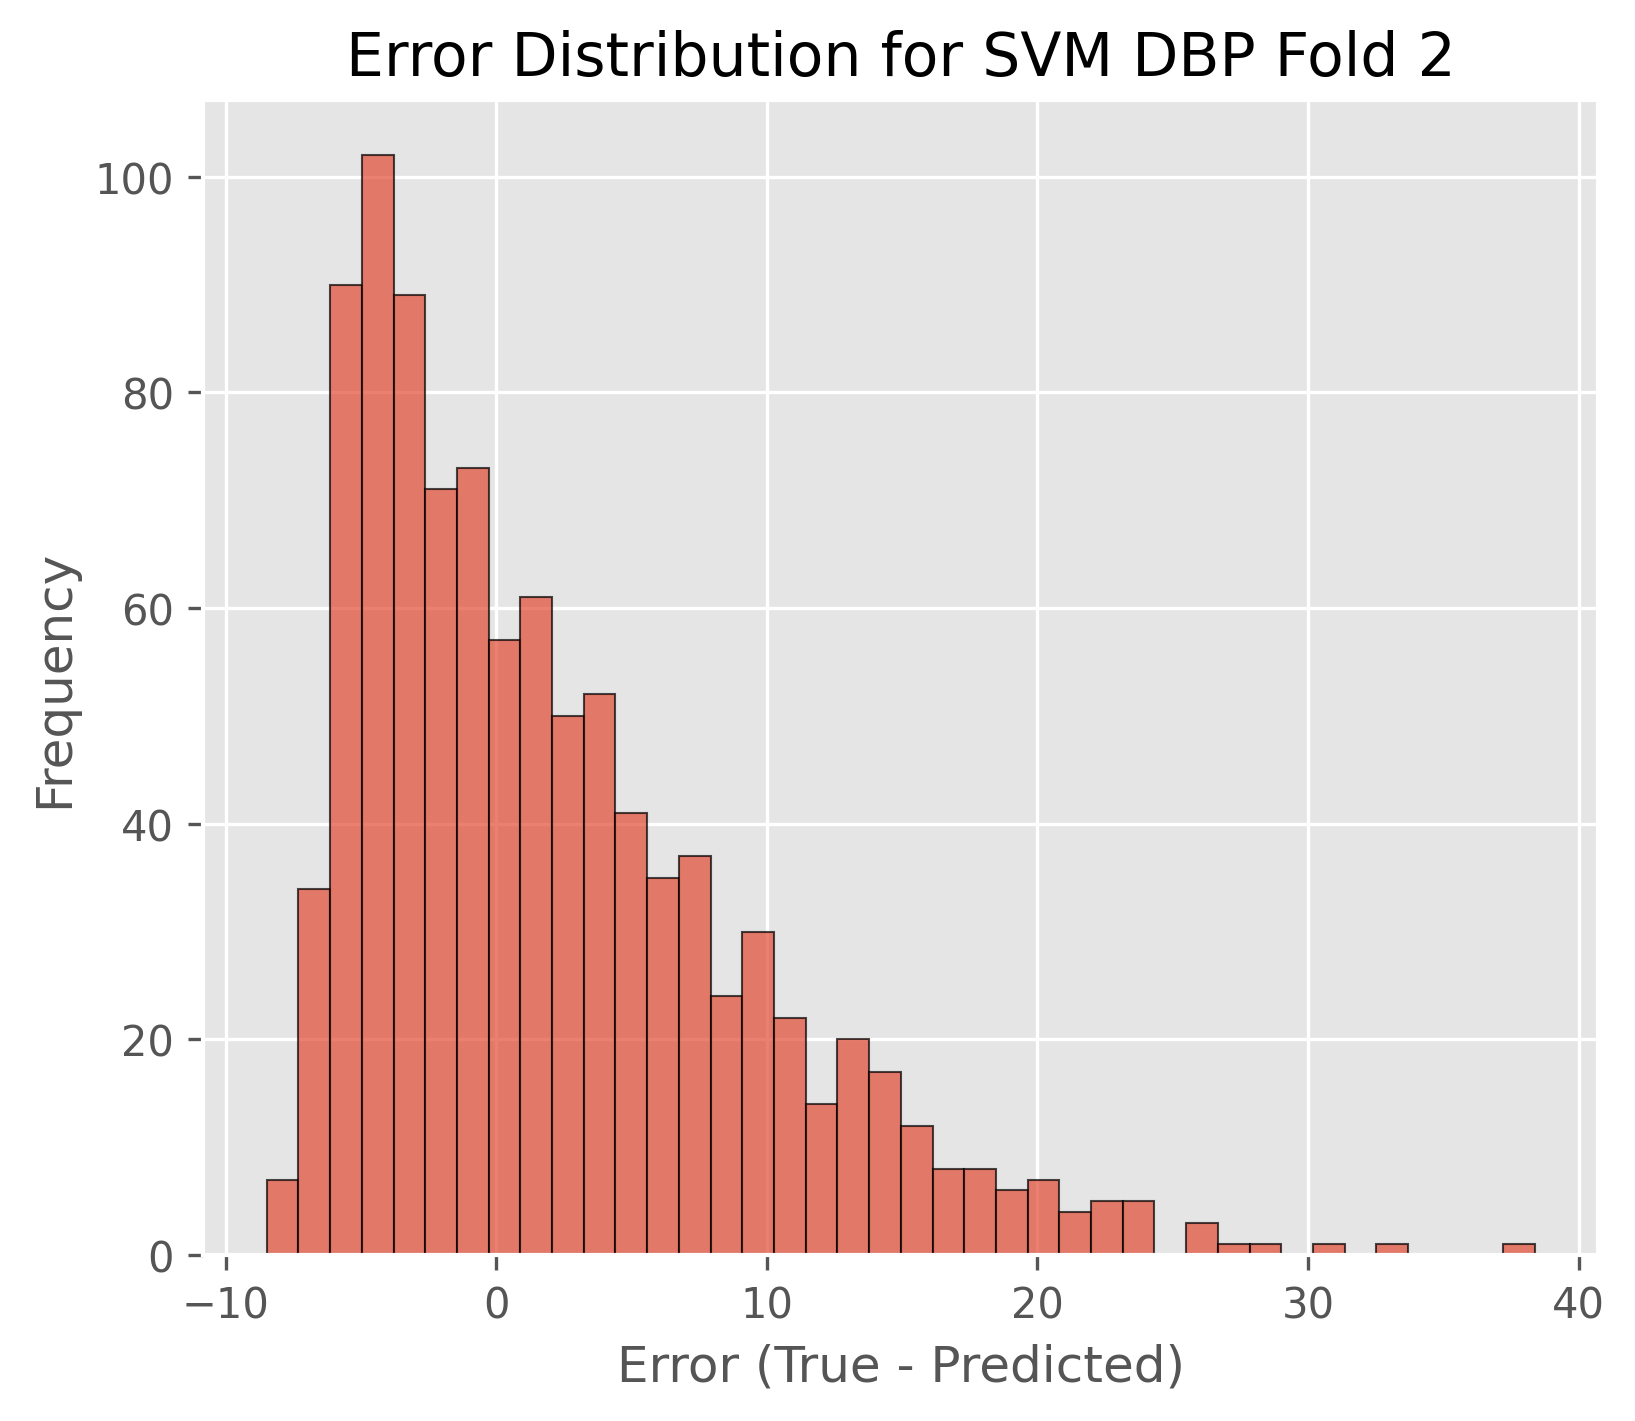 Error Distribution for SVM DBP Fold 2
100
80
60
40
20
0
Frequency
−10 0 10 20 30 40
Error (True - Predicted)